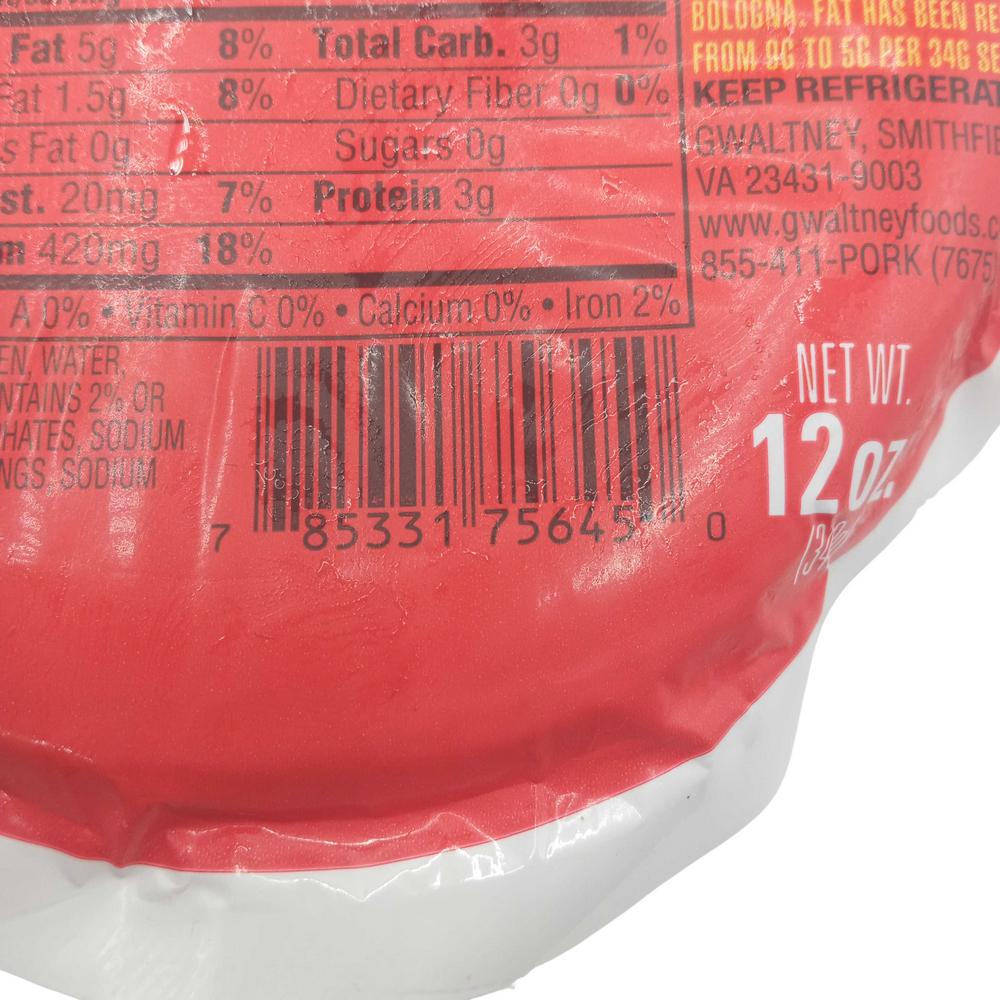 BOLOGNA. FAT HAS BEEN RE
FROM 9G TO 5G PER 34G SE
Fat 5g 8% Total Carb. 3g 1%
Fat 1.5g 8% Dietary Fiber 0g 0%
s Fat 0g Sugars 0g
st. 20mg 7% Protein 3g
m 420mg 18%
A 0% • Vitamin C 0% • Calcium 0% • Iron 2%
KEEP REFRIGERAT
GWALTNEY, SMITHFIE
VA 23431-9003
www.gwaltneyfoods.c
855-411-PORK (7675)
EN, WATER,
NTAINS 2% OR
PHATES, SODIUM
NGS, SODIUM
7 85331 75645 0
NET WT.
12 OZ.